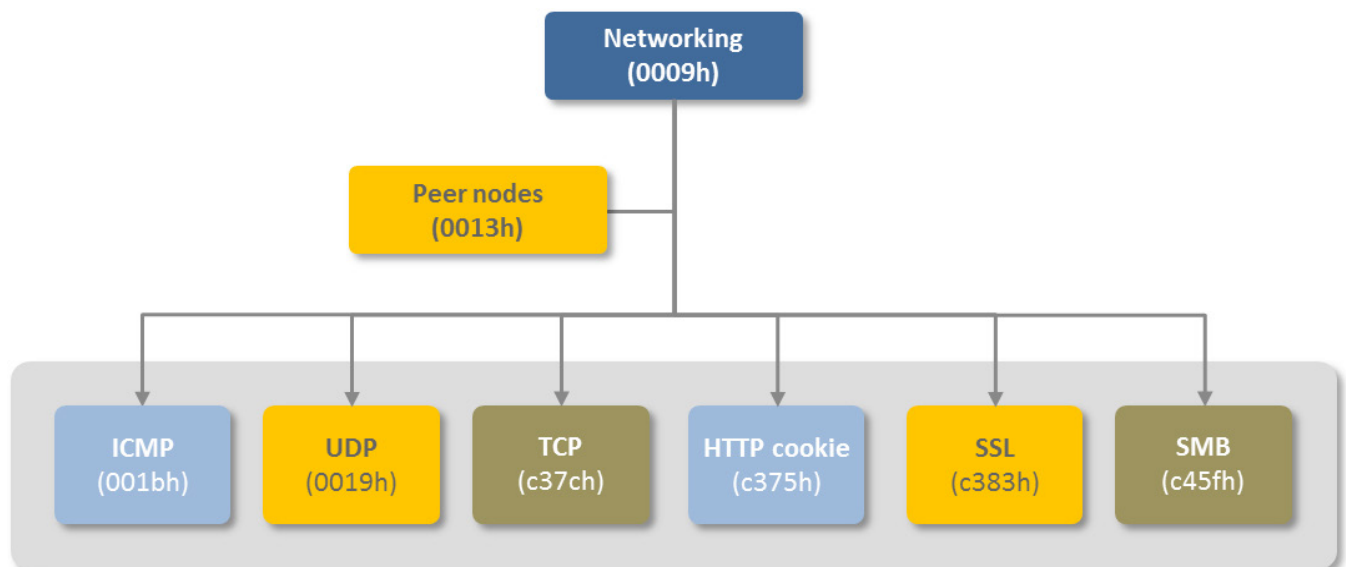 Networking
(0009h)
Peer nodes
(0013h)
ICMP
(001bh)
UDP
(0019h)
TCP
(c37ch)
HTTP cookie
(c375h)
SSL
(c383h)
SMB
(c45fh)